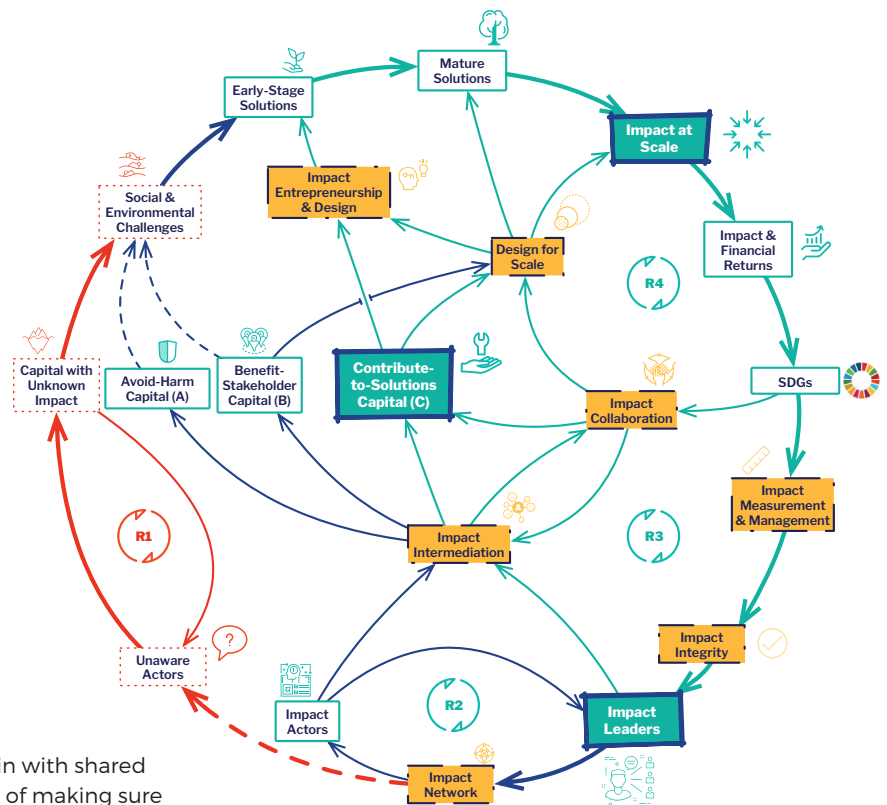 Mature
Solutions
Early-Stage
Solutions
Impact at
Scale
Impact
Entrepreneurship
& Design
Social &
Environmental
Challenges
Design for
Scale
Impact &
Financial
Returns
R4
Capital with
Unknown
Impact
Avoid-Harm
Capital (A)
Benefit-
Stakeholder
Capital (B)
Contribute-
to-Solutions
Capital (C)
SDGs
Impact
Collaboration
Impact
Measurement
& Management
R1
Impact
Intermediation
R3
?
Unaware
Actors
Impact
Integrity
Impact
Actors
R2
Impact
Leaders
Impact
Network
in with shared
of making sure